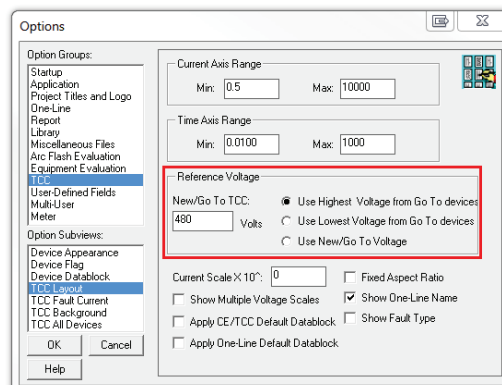 Options
Option Groups:
Startup
Application
Project Titles and Logo
One-Line
Report
Library
Miscellaneous Files
Arc Flash Evaluation
Equipment Evaluation
TCC
User-Defined Fields
Multi-User
Meter
Option Subviews:
Device Appearance
Device Flag
Device Datablock
TCC Layout
TCC Fault Current
TCC Background
TCC All Devices
OK
Cancel
Help
Current Axis Range
Min: 0.5
Max: 10000
Time Axis Range
Min: 0.0100
Max: 1000
Reference Voltage
New/Go To TCC:
480 Volts
Use Highest Voltage from Go To devices
Use Lowest Voltage from Go To devices
Use New/Go To Voltage
Current Scale X 10^: 0
Show Multiple Voltage Scales
Apply CE/TCC Default Datablock
Apply One-Line Default Datablock
Fixed Aspect Ratio
Show One-Line Name
Show Fault Type